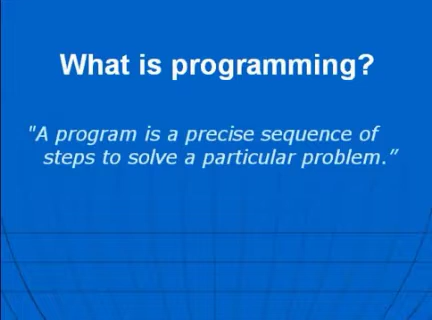 What is programming?
"A program is a precise sequence of
steps to solve a particular problem.”